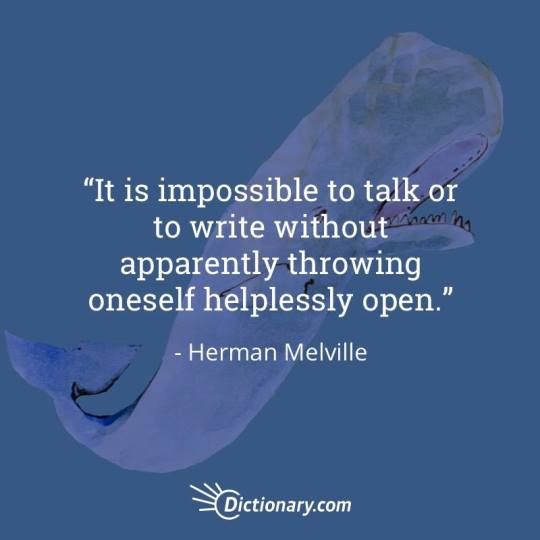 “It is impossible to talk or
to write without
apparently throwing
oneself helplessly open.”
- Herman Melville
Dictionary.com